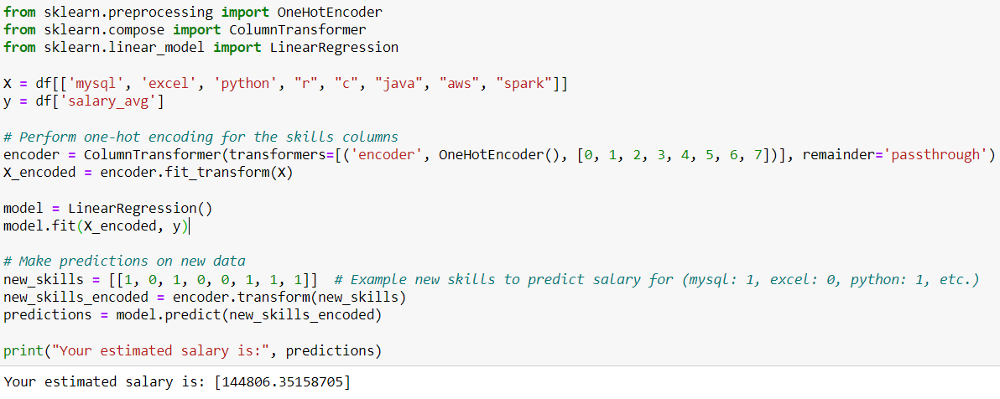 from sklearn.preprocessing import OneHotEncoder
from sklearn.compose import ColumnTransformer
from sklearn.linear_model import LinearRegression
X = df[['mysql', 'excel', 'python', "r", "c", "java", "aws", "spark"]]
y = df['salary_avg']
# Perform one-hot encoding for the skills columns
encoder = ColumnTransformer(transformers=[('encoder', OneHotEncoder(), [0, 1, 2, 3, 4, 5, 6, 7])], remainder='passthrough')
X_encoded = encoder.fit_transform(X)
model = LinearRegression()
model.fit(X_encoded, y)
# Make predictions on new data
new_skills = [[1, 0, 1, 0, 0, 1, 1, 1]]  # Example new skills to predict salary for (mysql: 1, excel: 0, python: 1, etc.)
new_skills_encoded = encoder.transform(new_skills)
predictions = model.predict(new_skills_encoded)
print("Your estimated salary is:", predictions)
Your estimated salary is: [144806.35158705]